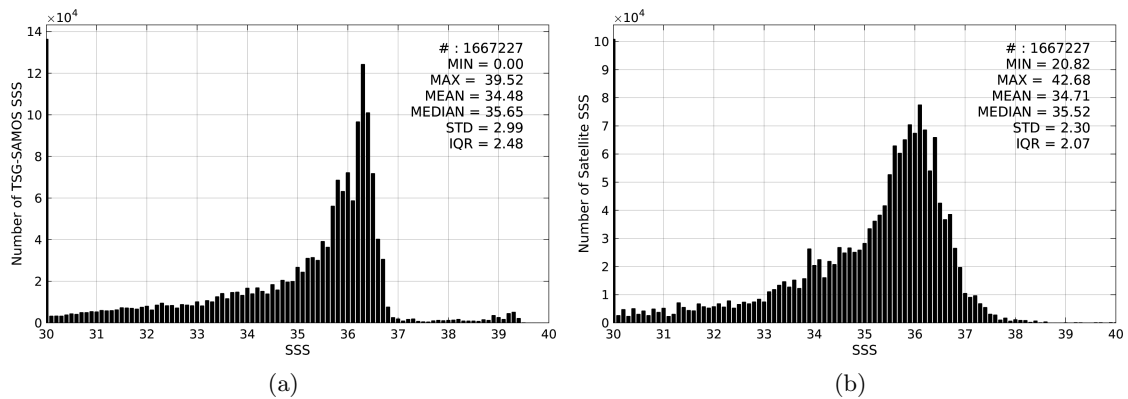 ×10⁴
# : 1667227
MIN = 0.00
MAX = 39.52
MEAN = 34.48
MEDIAN = 35.65
STD = 2.99
IQR = 2.48
Number of TSG-SAMOS SSS
14
12
10
8
6
4
2
0
30 31 32 33 34 35 36 37 38 39 40
SSS
(a)
×10⁴
# : 1667227
MIN = 20.82
MAX = 42.68
MEAN = 34.71
MEDIAN = 35.52
STD = 2.30
IQR = 2.07
Number of Satellite SSS
10
9
8
7
6
5
4
3
2
1
0
30 31 32 33 34 35 36 37 38 39 40
SSS
(b)